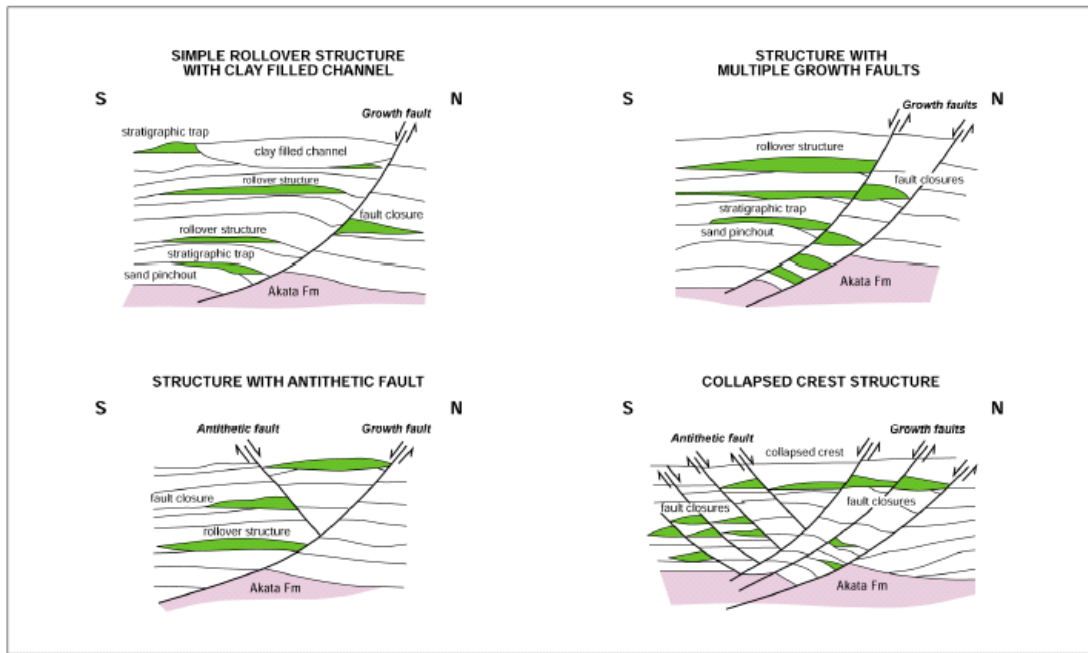 SIMPLE ROLLOVER STRUCTURE
WITH CLAY FILLED CHANNEL
S
N
Growth fault
stratigraphic trap
clay filled channel
rollover structure
fault closure
rollover structure
stratigraphic trap
sand pinchout
Akata Fm
STRUCTURE WITH
MULTIPLE GROWTH FAULTS
S
N
Growth faults
rollover structure
fault closures
stratigraphic trap
sand pinchout
Akata Fm
STRUCTURE WITH ANTITHETIC FAULT
S
N
Antithetic fault
Growth fault
fault closure
rollover structure
Akata Fm
COLLAPSED CREST STRUCTURE
S
N
Antithetic fault
Growth faults
collapsed crest
fault closures
fault closures
Akata Fm